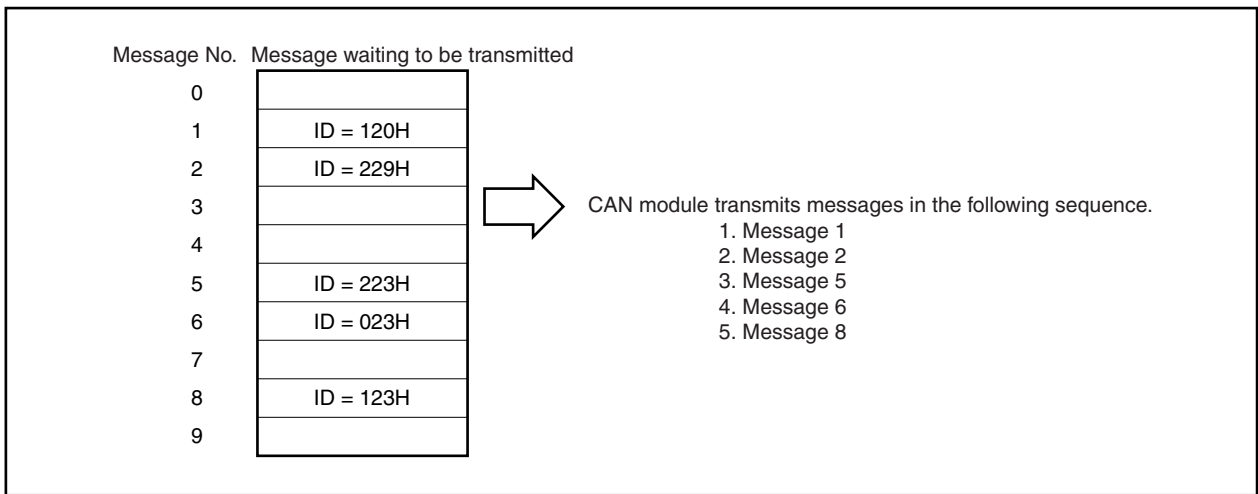 Message No. Message waiting to be transmitted
0
1 ID = 120H
2 ID = 229H
3
4
5 ID = 223H
6 ID = 023H
7
8 ID = 123H
9
CAN module transmits messages in the following sequence.
1. Message 1
2. Message 2
3. Message 5
4. Message 6
5. Message 8